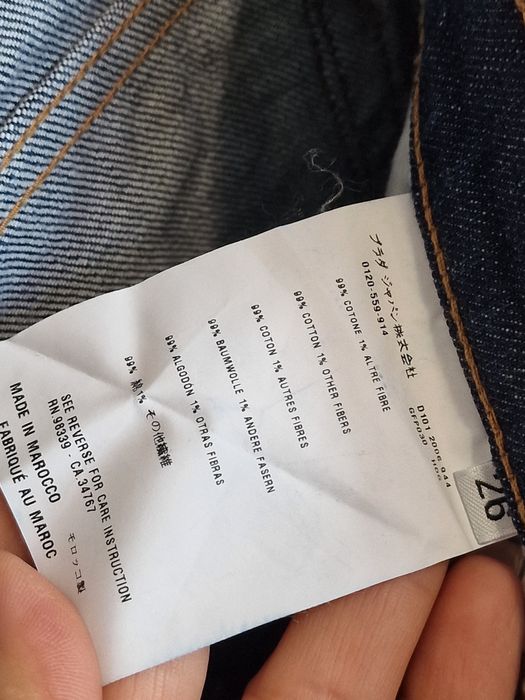 プラダ ジャパン株式会社
0120-559-914
D101 2006 044
GFP030
99% COTONE 1% ALTRE FIBRE
99% COTTON 1% OTHER FIBERS
99% COTON 1% AUTRES FIBRES
99% BAUMWOLLE 1% ANDERE FASERN
99% ALGODON 1% OTRAS FIBRAS
99% 綿 1% その他繊維
SEE REVERSE FOR CARE INSTRUCTION
RN 98339 - CA 34767
MADE IN MAROCCO モロッコ製
FABRIQUÉ AU MAROC
26